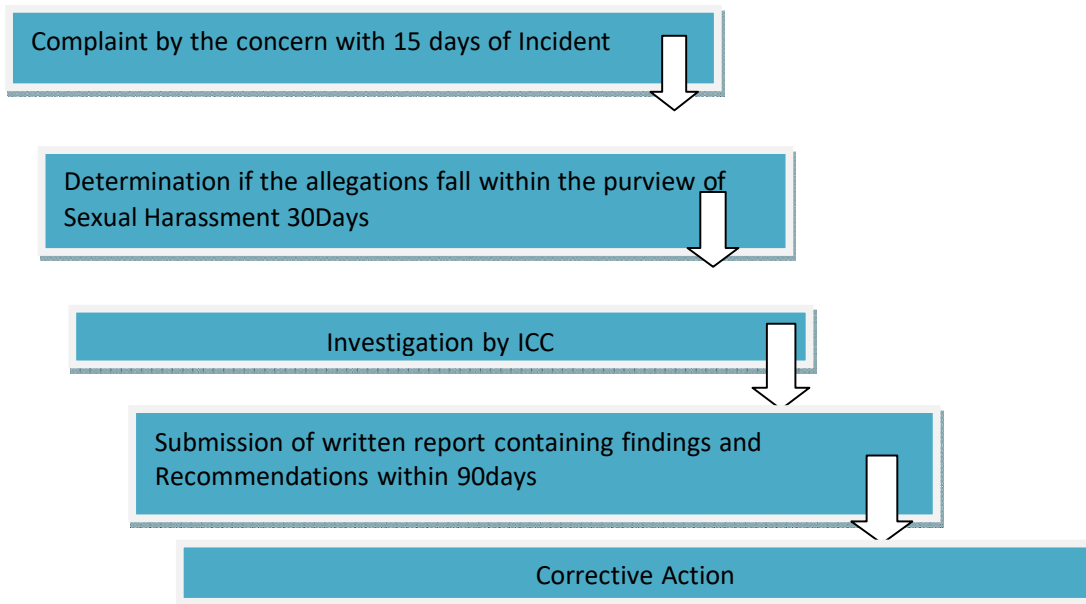 Complaint by the concern with 15 days of Incident
Determination if the allegations fall within the purview of
Sexual Harassment 30Days
Investigation by ICC
Submission of written report containing findings and
Recommendations within 90days
Corrective Action